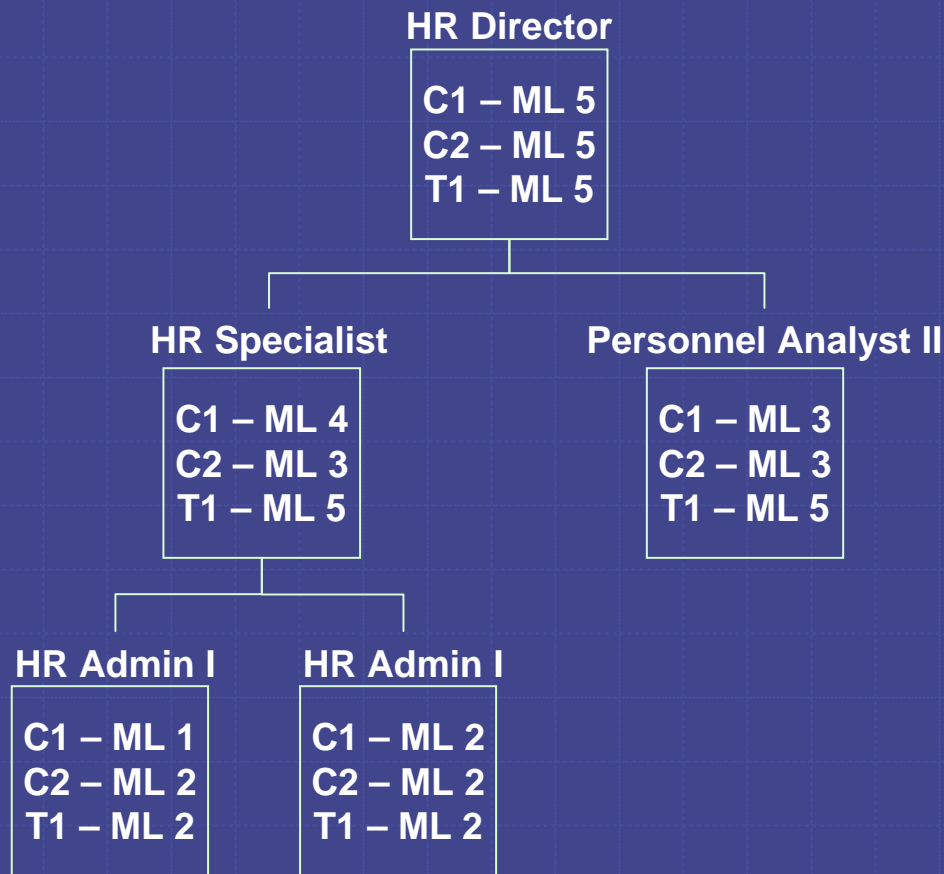 HR Director
C1 – ML 5
C2 – ML 5
T1 – ML 5
HR Specialist
C1 – ML 4
C2 – ML 3
T1 – ML 5
Personnel Analyst II
C1 – ML 3
C2 – ML 3
T1 – ML 5
HR Admin I
C1 – ML 1
C2 – ML 2
T1 – ML 2
HR Admin I
C1 – ML 2
C2 – ML 2
T1 – ML 2